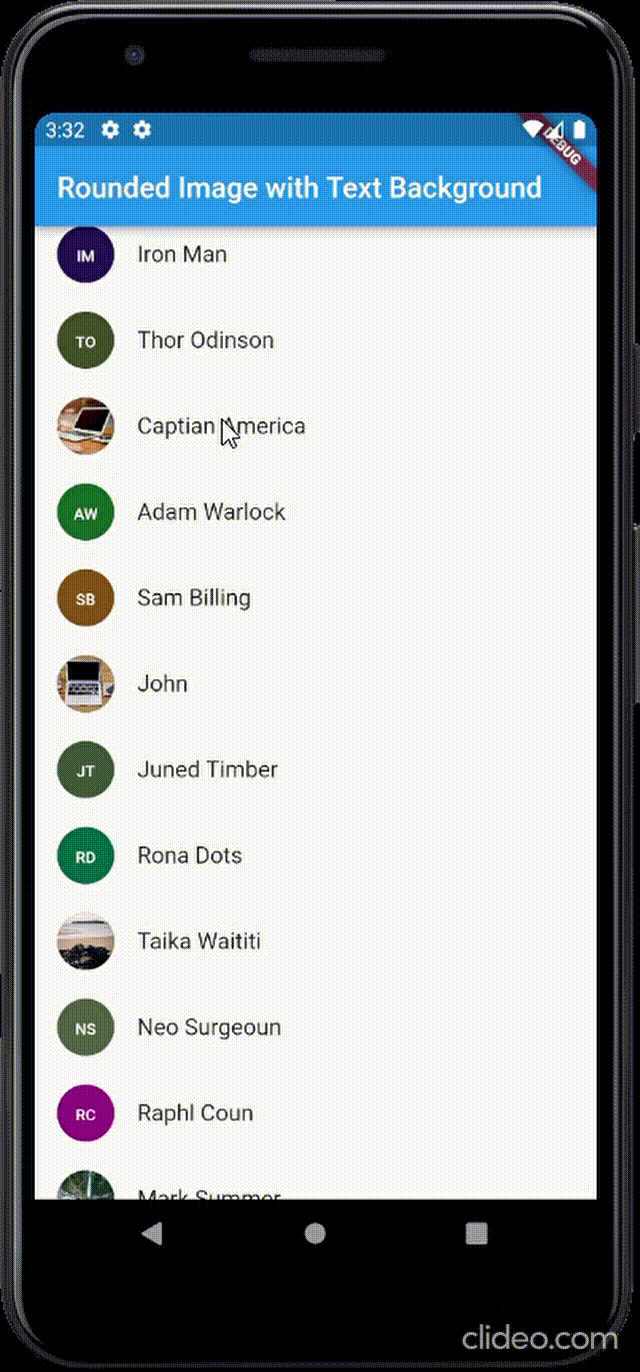 3:32
DEBUG
Rounded Image with Text Background
IM Iron Man
TO Thor Odinson
Captian America
AW Adam Warlock
SB Sam Billing
John
JT Juned Timber
RD Rona Dots
Taika Waititi
NS Neo Surgeoun
RC Raphl Coun
Mark Summer
clideo.com